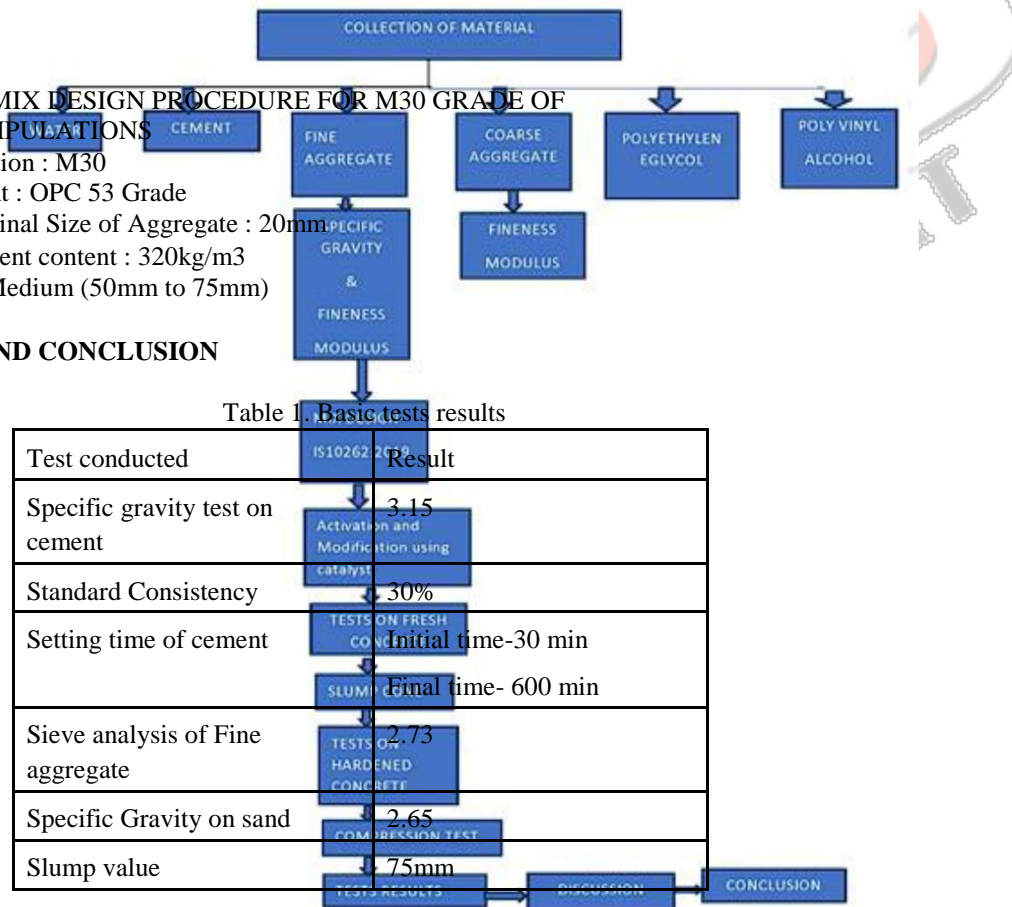 COLLECTION OF MATERIAL
MIX DESIGN PROCEDURE FOR M30 GRADE OF
IPULATIONS
ion : M30
t : OPC 53 Grade
inal Size of Aggregate : 20mm
ent content : 320kg/m3
Medium (50mm to 75mm)
ND CONCLUSION
WATER
CEMENT
FINE
AGGREGATE
COARSE
AGGREGATE
POLYETHYLEN
EGLYCOL
POLY VINYL
ALCOHOL
SPECIFIC
GRAVITY
&
FINENESS
MODULUS
FINENESS
MODULUS
Table 1. Basic tests results
MIX DESIGN
Test conducted
Result
Specific gravity test on
cement
3.15
Standard Consistency
30%
Setting time of cement
Initial time-30 min
Final time- 600 min
Sieve analysis of Fine
aggregate
2.73
Specific Gravity on sand
2.65
Slump value
75mm
Activation and
Modification using
catalyst
TESTS ON FRESH
CONCRETE
SLUMP CONE
TESTS ON
HARDENED
CONCRETE
COMPRESSION TEST
TESTS RESULTS
DISCUSSION
CONCLUSION